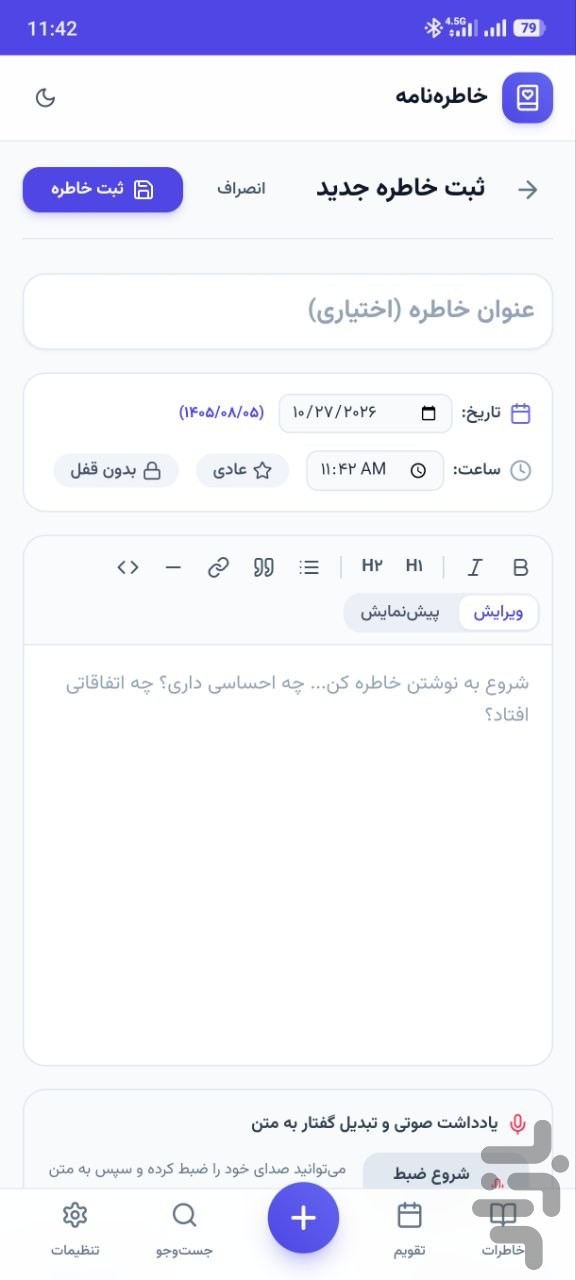 11:42
4.5G
79
خاطره‌نامه
ثبت خاطره جدید
انصراف
ثبت خاطره
عنوان خاطره (اختیاری)
تاریخ:
۱۰/۲۷/۲۰۲۶
(۱۴۰۵/۰۸/۰۵)
ساعت:
۱۱:۴۲ AM
عادی
بدون قفل
B I H۱ H۲
ویرایش
پیش‌نمایش
شروع به نوشتن خاطره کن... چه احساسی داری؟ چه اتفاقاتی
افتاد؟
یادداشت صوتی و تبدیل گفتار به متن
شروع ضبط
می‌توانید صدای خود را ضبط کرده و سپس به متن
خاطرات
تقویم
جست‌وجو
تنظیمات